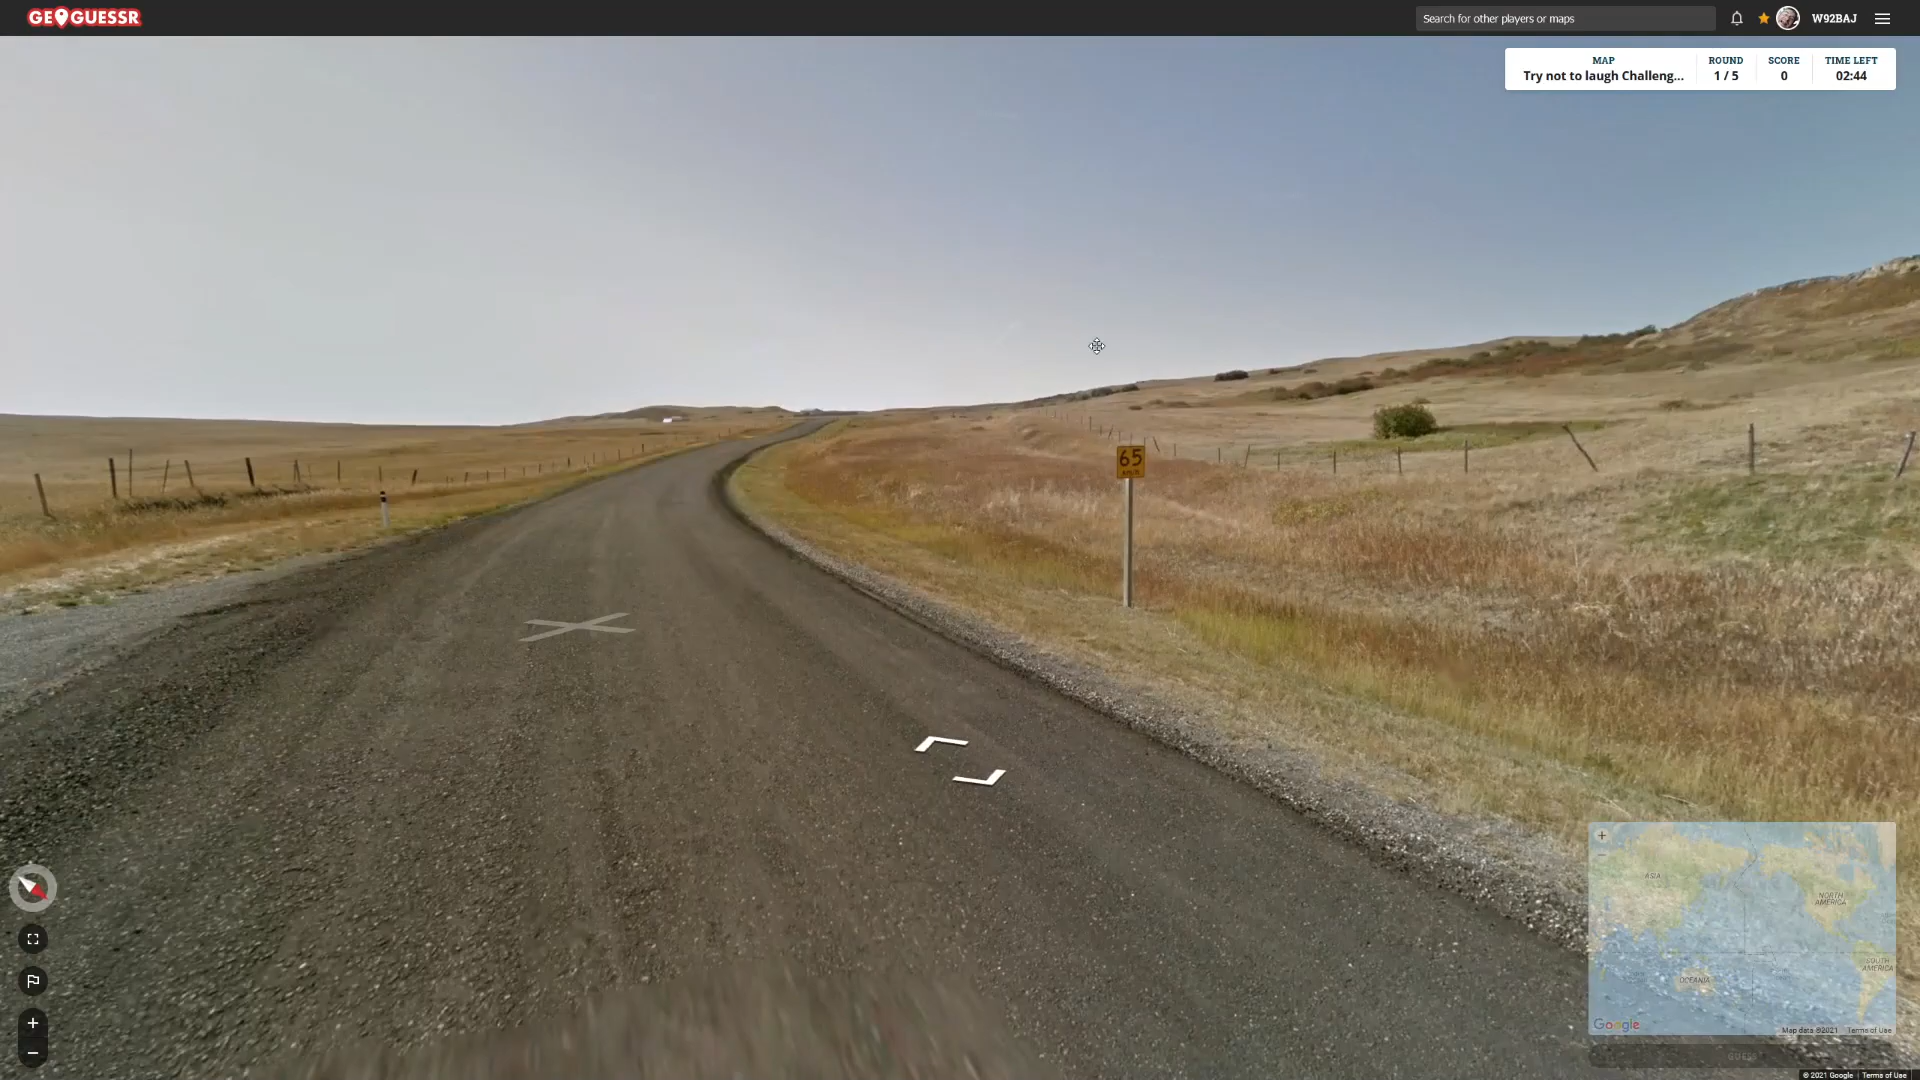 GEOGUESSR
Search for other players or maps
W92BAJ
MAP
Try not to laugh Challeng...
ROUND
1 / 5
SCORE
0
TIME LEFT
02:44
65
km/h
ASIA
NORTH AMERICA
SOUTH AMERICA
OCEANIA
Google
Map data ©2021
Terms of Use
GUESS
© 2021 Google
Terms of Use